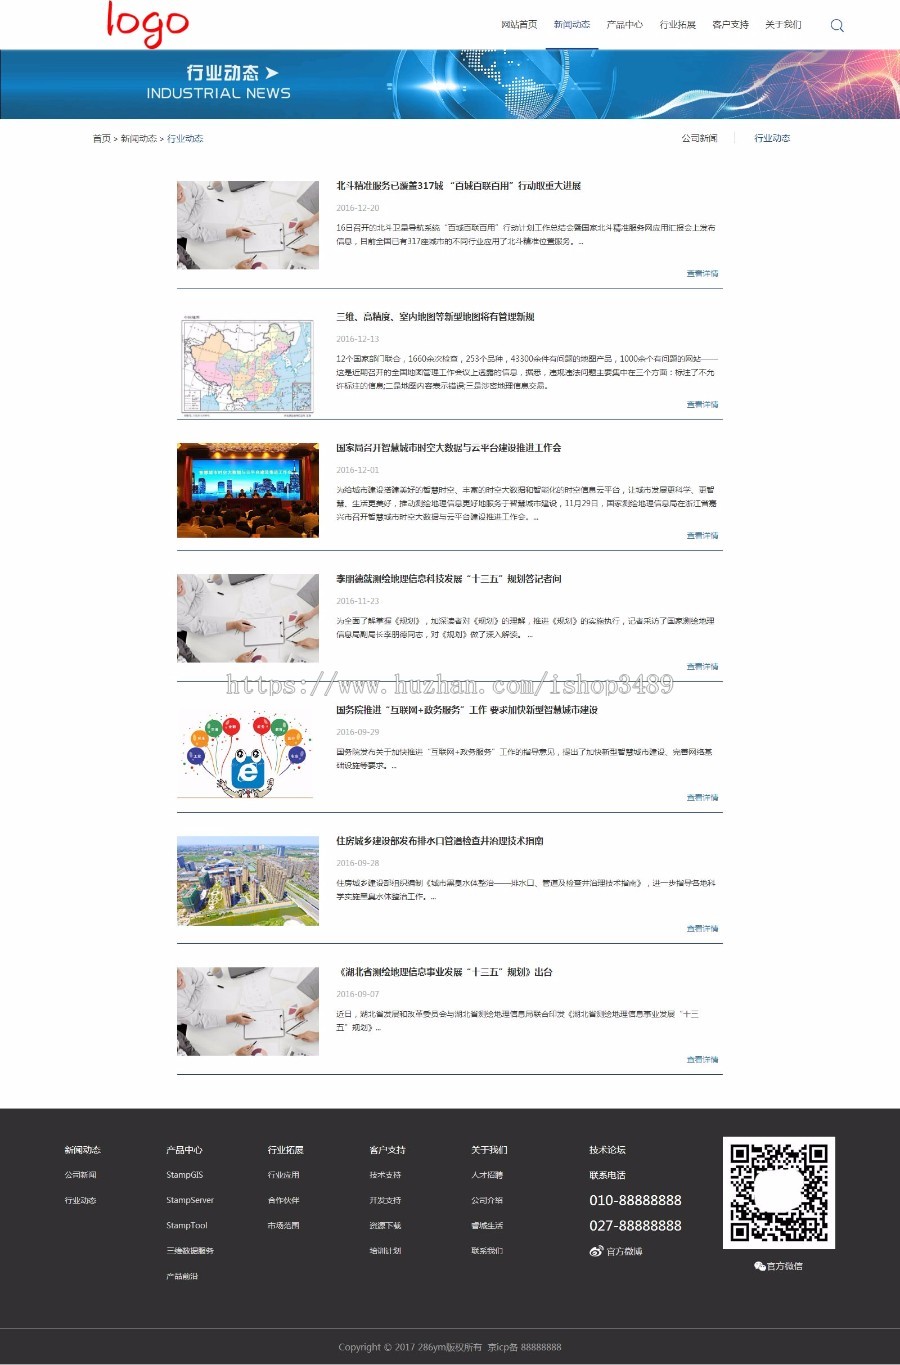 logo
网站首页 新闻动态 产品中心 行业拓展 客户支持 关于我们
行业动态
INDUSTRIAL NEWS
首页 > 新闻动态 > 行业动态
公司新闻 行业动态
北斗精准服务已覆盖317城 “百城百联百用”行动取重大进展
2016-12-20
16日召开的北斗卫星导航系统“百城百联百用”行动计划工作总结会暨国家北斗精准服务网应用汇报会上发布
信息，目前全国已有317座城市的不同行业应用了北斗精准位置服务。...
查看详情
三维、高精度、室内地图等新型地图将有管理新规
2016-12-13
12个国家部门联合，1660余次检查，253个品种，43300余件有问题的地图产品，1000余个有问题的网站——
这是近期召开的全国地图管理工作会议上透露的信息，据悉，违规违法问题主要集中在三个方面：标注了不允
许标注的信息;二是地图内容表示错误;三是涉密地理信息交易。
查看详情
国家局召开智慧城市时空大数据与云平台建设推进工作会
2016-12-01
为给城市建设搭建美好的智慧时空、丰富的时空大数据和智能化的时空信息云平台，让城市发展更科学、更智
慧、生活更美好，推动测绘地理信息更好地服务于智慧城市建设，11月29日，国家测绘地理信息局在浙江省嘉
兴市召开智慧城市时空大数据与云平台建设推进工作会。...
查看详情
李朋德就测绘地理信息科技发展“十三五”规划答记者问
2016-11-23
为全面了解掌握《规划》，加深读者对《规划》的理解，推进《规划》的实施执行，记者采访了国家测绘地理
信息局副局长李朋德同志，对《规划》做了深入解读。 ...
查看详情
https://www.huzhan.com/ishop3489
国务院推进“互联网+政务服务”工作 要求加快新型智慧城市建设
2016-09-29
国务院发布关于加快推进“互联网+政务服务”工作的指导意见，提出了加快新型智慧城市建设、完善网络基
础设施等要求。...
查看详情
住房城乡建设部发布排水口管道检查井治理技术指南
2016-09-28
住房城乡建设部组织编制《城市黑臭水体整治——排水口、管道及检查井治理技术指南》，进一步指导各地科
学实施黑臭水体整治工作。...
查看详情
《湖北省测绘地理信息事业发展“十三五”规划》出台
2016-09-07
近日，湖北省发展和改革委员会与湖北省测绘地理信息局联合印发《湖北省测绘地理信息事业发展“十三
五”规划》...
查看详情
新闻动态 产品中心 行业拓展 客户支持 关于我们 技术论坛
公司新闻 StampGIS 行业应用 技术支持 人才招聘 联系电话
行业动态 StampServer 合作伙伴 开发支持 公司介绍 010-88888888
StampTool 市场范围 资源下载 睿城生活 027-88888888
三维数据服务 培训计划 联系我们 官方微博
产品前沿 官方微信
Copyright © 2017 286ym版权所有 京icp备 88888888